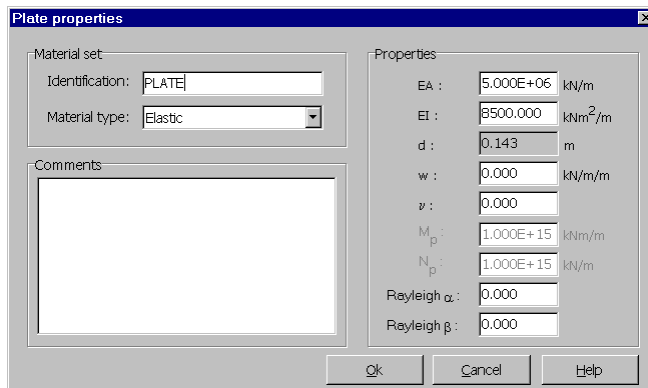 Plate properties
Material set
Identification: PLATE
Material type: Elastic
Comments
Properties
EA : 5.000E+06 kN/m
EI : 8500.000 kNm²/m
d : 0.143 m
w : 0.000 kN/m/m
ν : 0.000
Mp : 1.000E+15 kNm/m
Np : 1.000E+15 kN/m
Rayleigh α : 0.000
Rayleigh β : 0.000
Ok Cancel Help